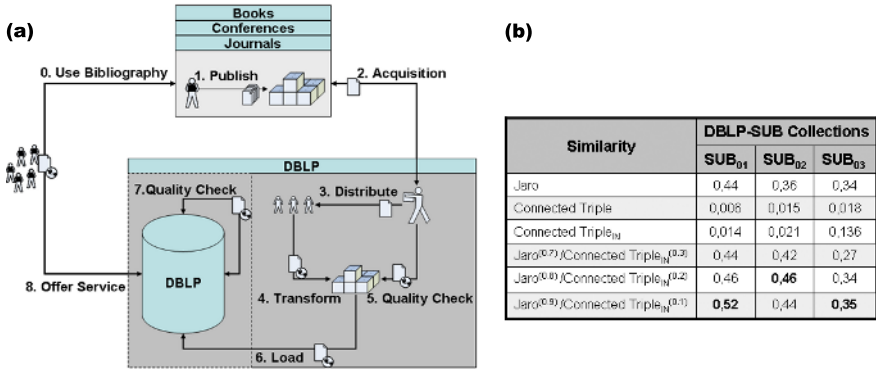 (a)
Books
Conferences
Journals
0. Use Bibliography
1. Publish
2. Acquisition
DBLP
7.Quality Check
3. Distribute
DBLP
8. Offer Service
4. Transform
5. Quality Check
6. Load
(b)
Similarity DBLP-SUB Collections
SUB01 SUB02 SUB03
Jaro 0,44 0,36 0,34
Connected Triple 0,006 0,015 0,018
Connected TripleIN 0,014 0,021 0,136
Jaro(0.7)/Connected TripleIN(0.3) 0,44 0,42 0,27
Jaro(0.8)/Connected TripleIN(0.2) 0,46 0,46 0,34
Jaro(0.9)/Connected TripleIN(0.1) 0,52 0,44 0,35